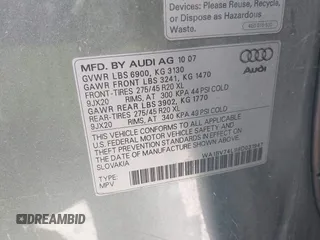 Devices / Please Reuse, Recycle,
or Dispose as Hazardous
Waste.
MFD. BY AUDI AG 10 07
GVWR LBS 6900, KG 3130
GAWR FRONT LBS 3241, KG 1470
FRONT-TIRES 275/45 R20 XL
9JX20 RIMS, AT 300 KPA 44 PSI COLD
GAWR REAR LBS 3902, KG 1770
REAR-TIRES 275/45 R20 XL
9JX20 RIMS, AT 340 KPA 49 PSI COLD
Audi
THIS VEHICLE CONFORMS TO ALL APPLICABLE
FEDERAL MOTOR VEHICLE SAFETY AND
THEFT PREVENTION STANDARDS IN EFFECT ON
THE DATE OF MANUFACTURE SHOWN ABOVE
SLOVAKIA
TYPE:
MPV
AUTOBIDMASTER